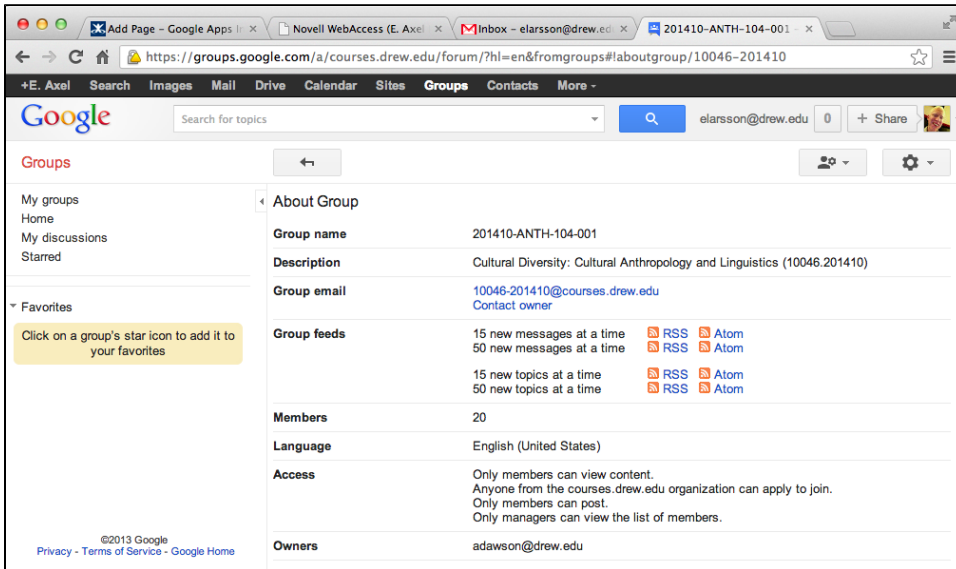 Add Page - Google Apps I
Novell WebAccess (E. Axel
Inbox - elarsson@drew.ed
201410-ANTH-104-001 -
https://groups.google.com/a/courses.drew.edu/forum/?hl=en&fromgroups#!aboutgroup/10046-201410
+E. Axel Search Images Mail Drive Calendar Sites Groups Contacts More
Google
Search for topics
elarsson@drew.edu 0 + Share
Groups
My groups
Home
My discussions
Starred
Favorites
Click on a group's star icon to add it to
your favorites
©2013 Google
Privacy - Terms of Service - Google Home
About Group
Group name 201410-ANTH-104-001
Description Cultural Diversity: Cultural Anthropology and Linguistics (10046.201410)
Group email 10046-201410@courses.drew.edu
Contact owner
Group feeds 15 new messages at a time RSS Atom
50 new messages at a time RSS Atom
15 new topics at a time RSS Atom
50 new topics at a time RSS Atom
Members 20
Language English (United States)
Access Only members can view content.
Anyone from the courses.drew.edu organization can apply to join.
Only members can post.
Only managers can view the list of members.
Owners adawson@drew.edu